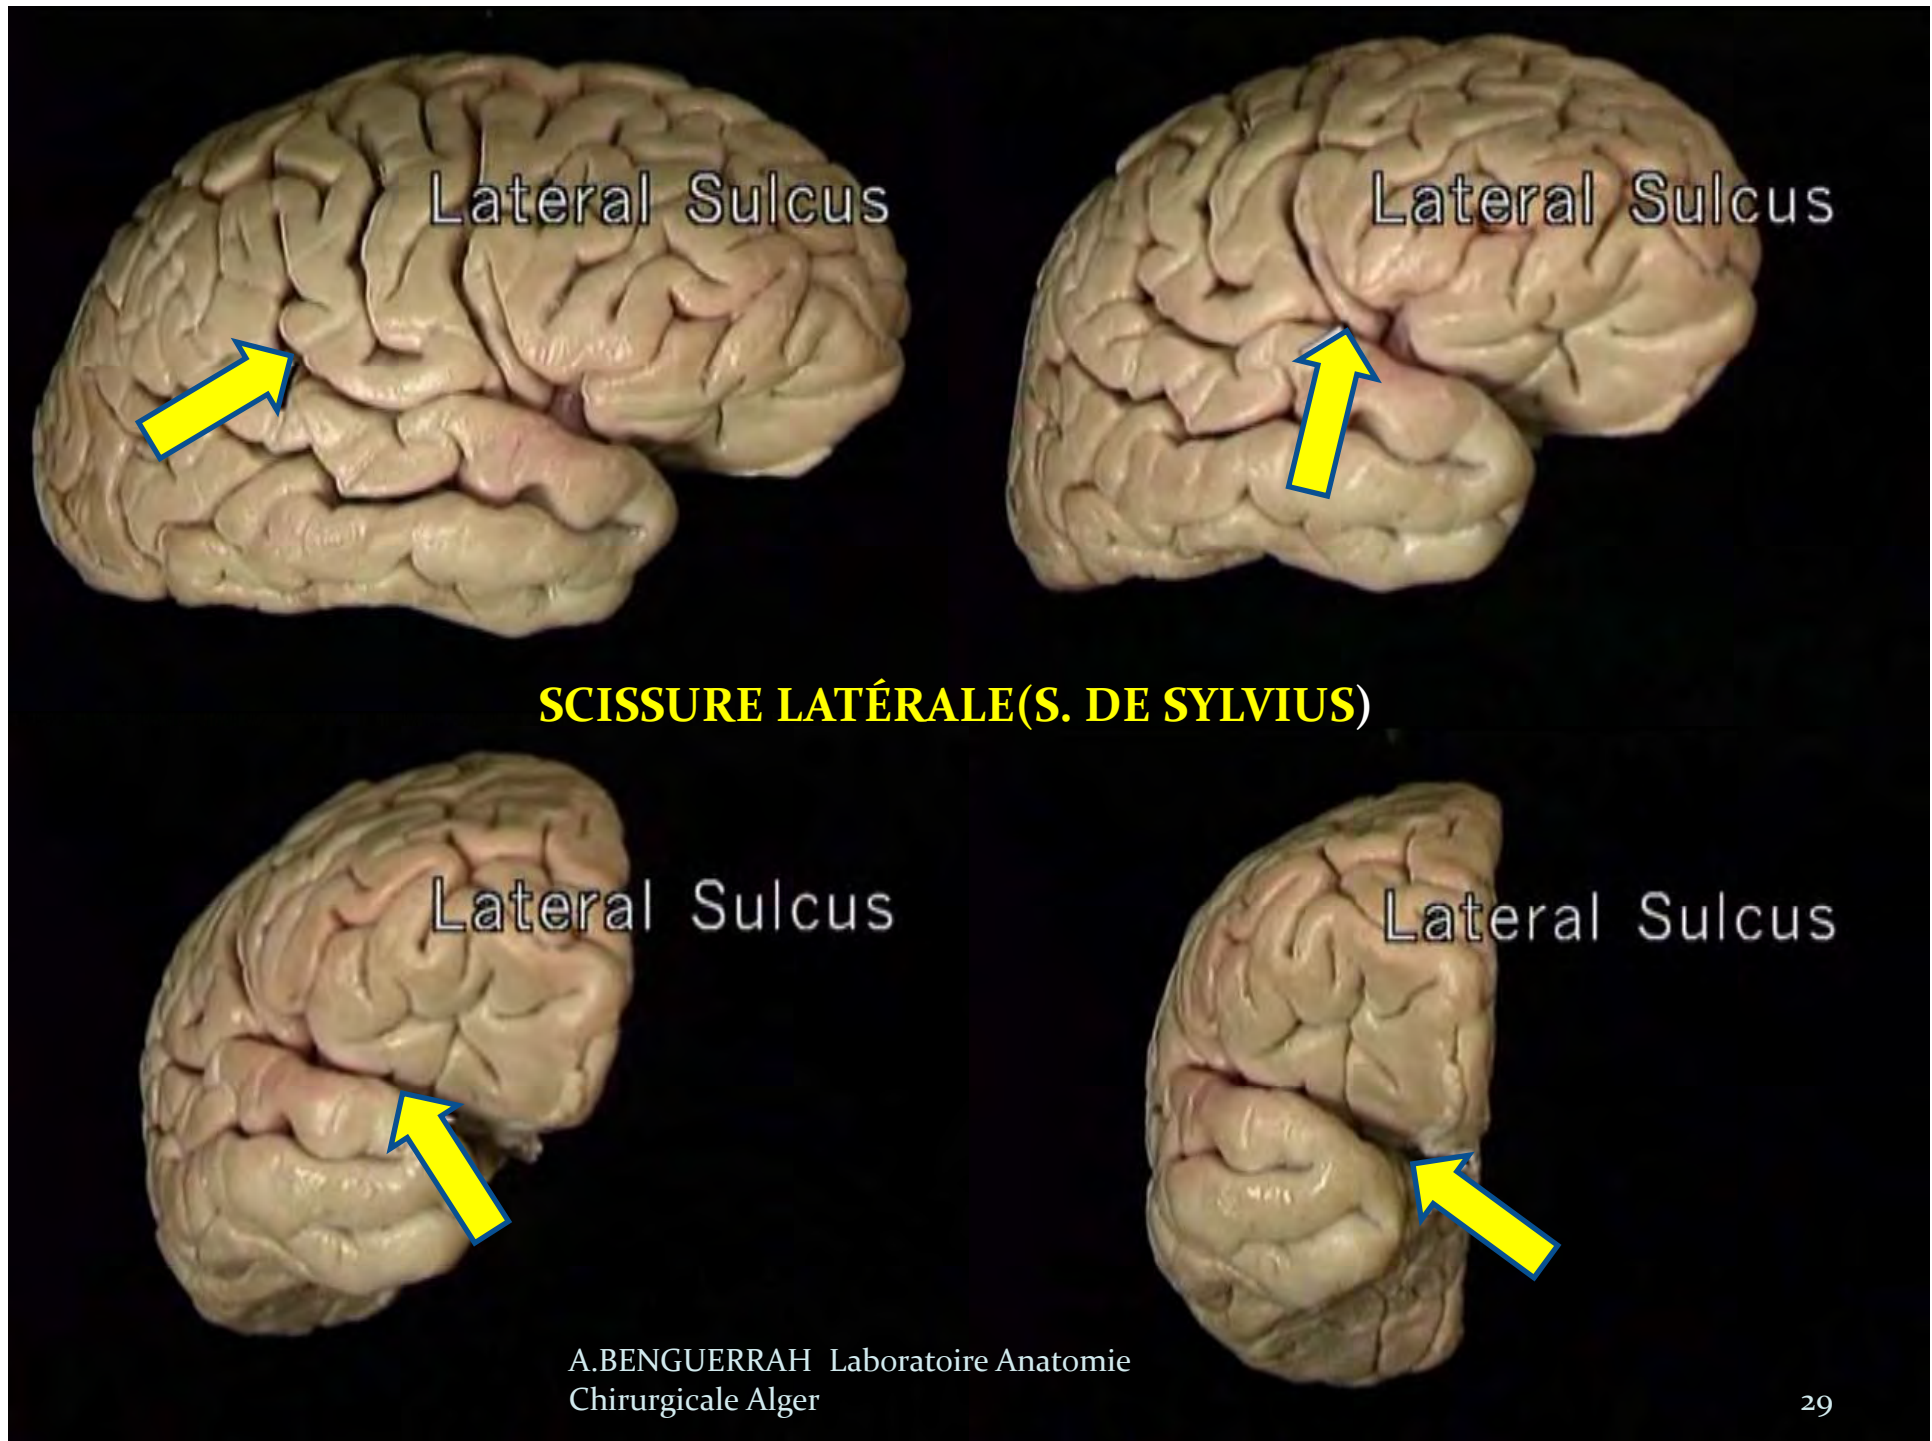 Lateral Sulcus
Lateral Sulcus
SCISSURE LATÉRALE(S. DE SYLVIUS)
Lateral Sulcus
Lateral Sulcus
A.BENGUERRAH Laboratoire Anatomie
Chirurgicale Alger
29